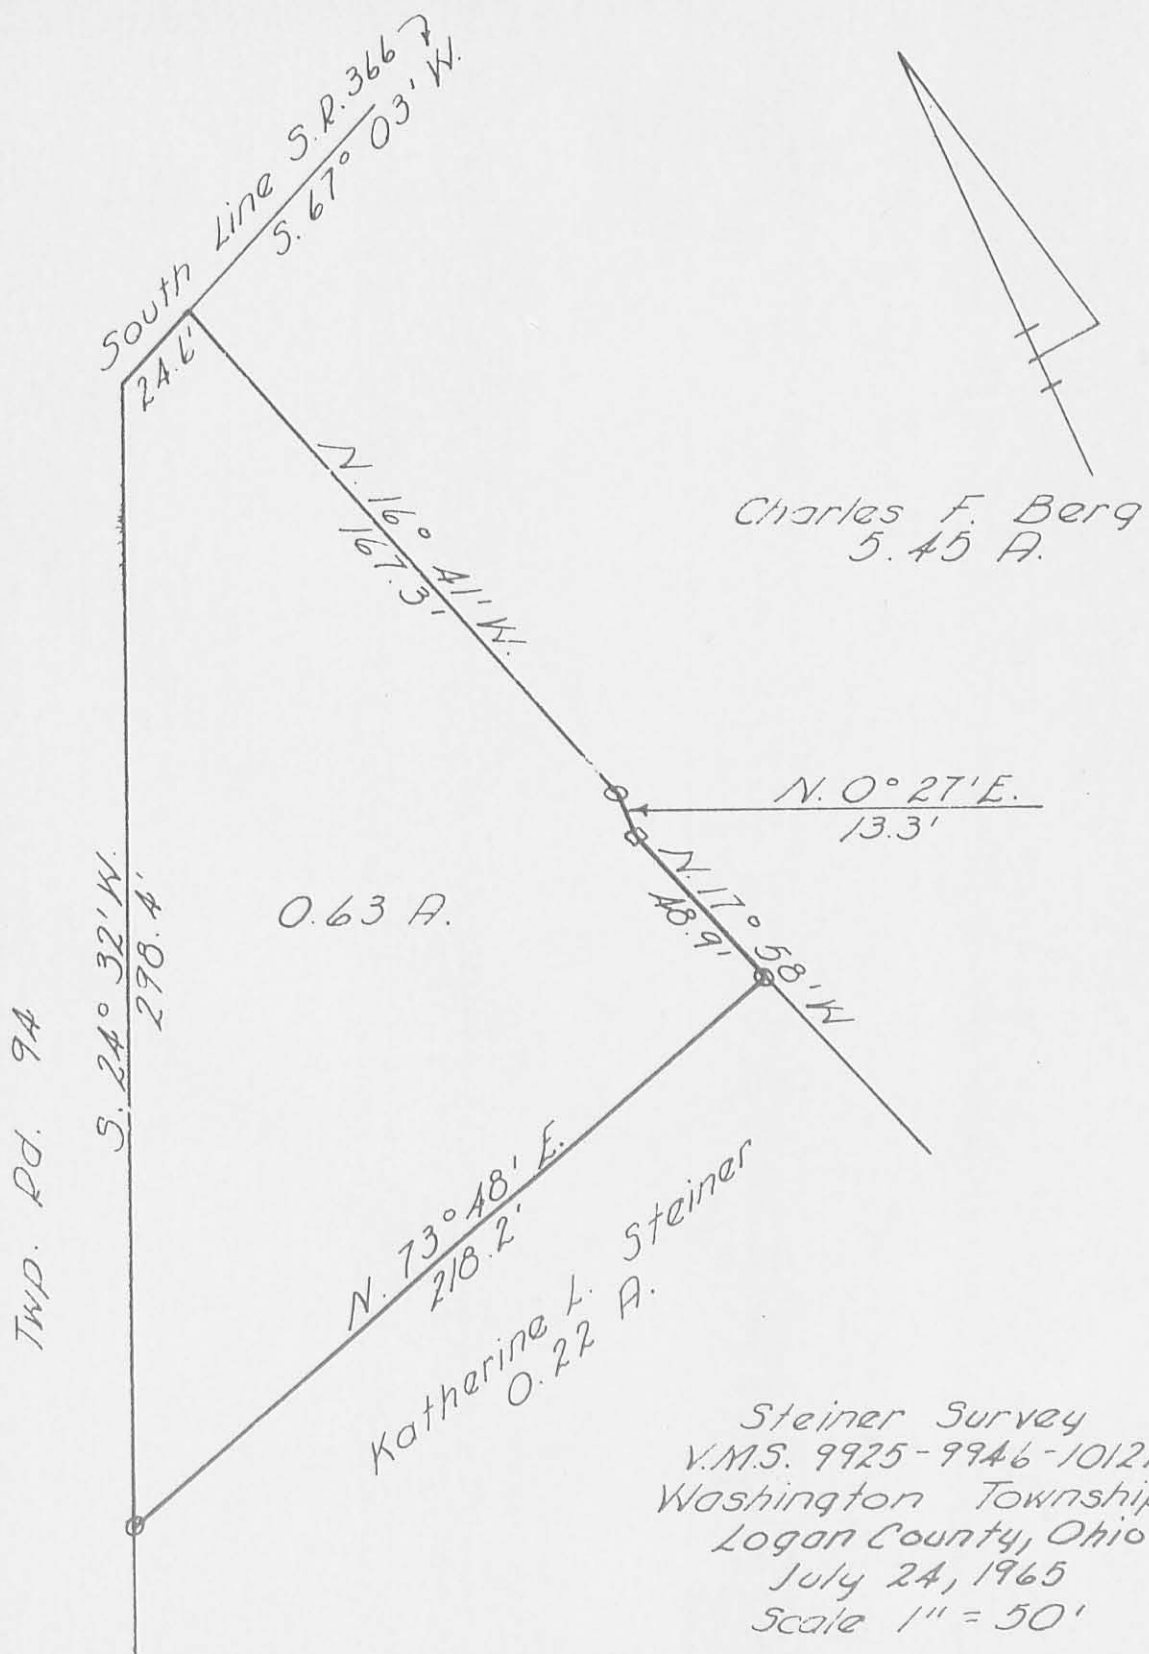 South Line S.R. 366
S. 67° 03' W.
24.6'
N. 16° 41' W.
167.3'
Charles F. Berg
5.45 A.
N. 0° 27' E.
13.3'
N. 17° 58' W
48.9'
0.63 A.
S. 24° 32' W.
298.4'
Twp. Rd. 94
N. 73° 48' E.
218.2'
Katherine L. Steiner
0.22 A.
Steiner Survey
V.M.S. 9925-9946-1012
Washington Township
Logan County, Ohio
July 24, 1965
Scale 1" = 50'